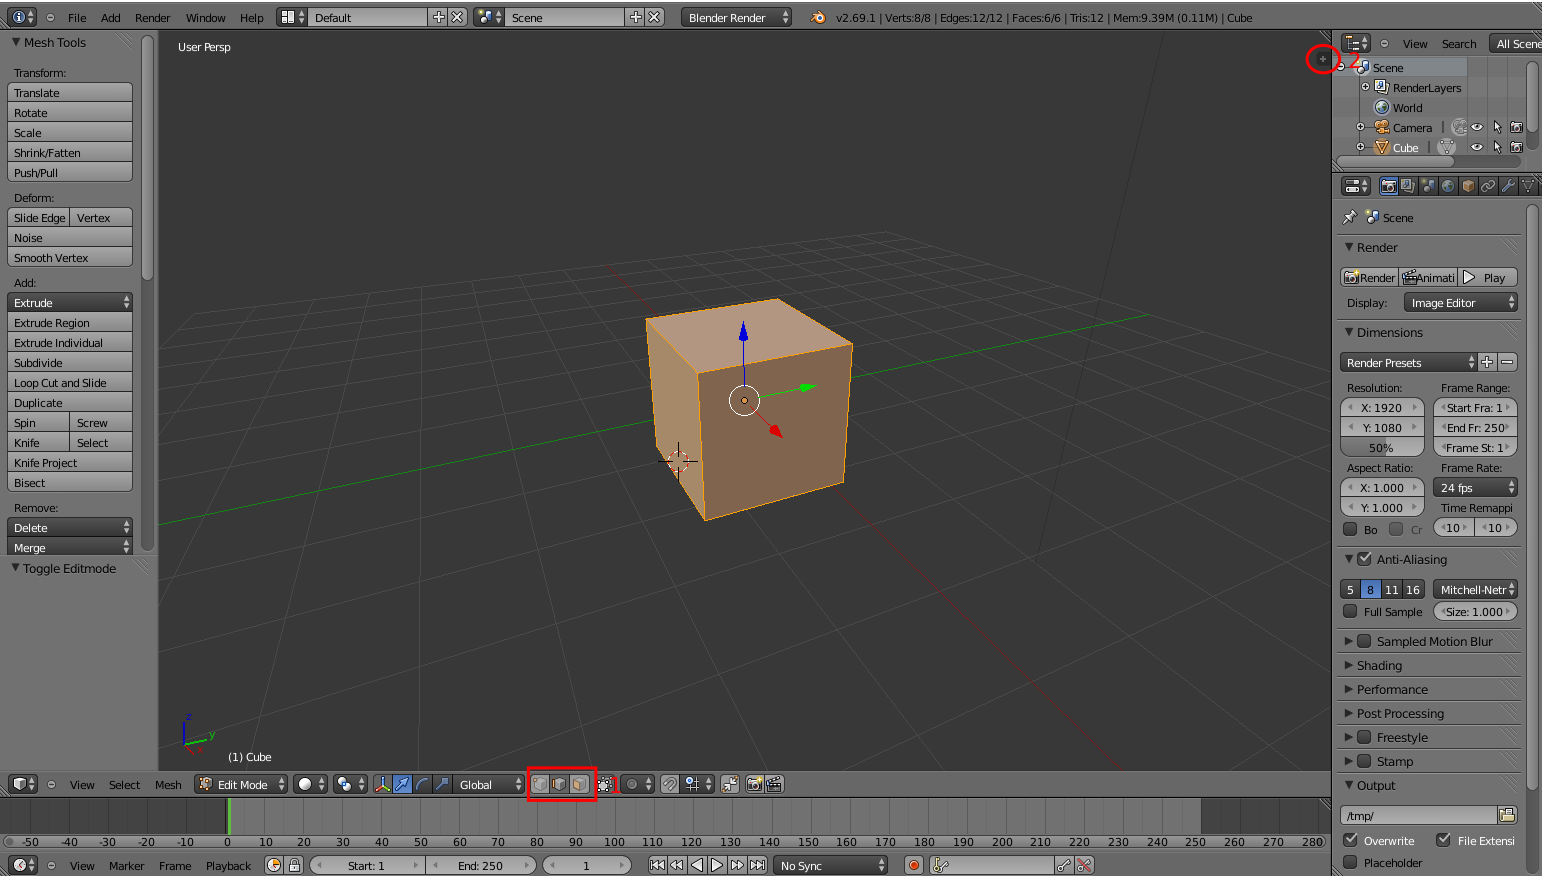 File Add Render Window Help Default Scene Blender Render v2.69.1 | Verts:8/8 | Edges:12/12 | Faces:6/6 | Tris:12 | Mem:9.39M (0.11M) | Cube
Mesh Tools
Transform:
Translate
Rotate
Scale
Shrink/Fatten
Push/Pull
Deform:
Slide Edge Vertex
Noise
Smooth Vertex
Add:
Extrude
Extrude Region
Extrude Individual
Subdivide
Loop Cut and Slide
Duplicate
Spin Screw
Knife Select
Knife Project
Bisect
Remove:
Delete
Merge
Toggle Editmode
User Persp
z
y
x
(1) Cube
2
View Search All Scene
Scene
RenderLayers
World
Camera
Cube
Scene
Render
Render Animati Play
Display: Image Editor
Dimensions
Render Presets
Resolution: Frame Range:
X: 1920 Start Fra: 1
Y: 1080 End Fr: 250
50% Frame St: 1
Aspect Ratio: Frame Rate:
X: 1.000 24 fps
Y: 1.000 Time Remappi
Bo Cr 10 10
Anti-Aliasing
5 8 11 16 Mitchell-Netr
Full Sample Size: 1.000
Sampled Motion Blur
Shading
Performance
Post Processing
Freestyle
Stamp
Output
/tmp/
Overwrite File Extensi
Placeholder
View Select Mesh Edit Mode Global 1
-50 -40 -30 -20 -10 0 10 20 30 40 50 60 70 80 90 100 110 120 130 140 150 160 170 180 190 200 210 220 230 240 250 260 270 280
View Marker Frame Playback Start: 1 End: 250 1 No Sync